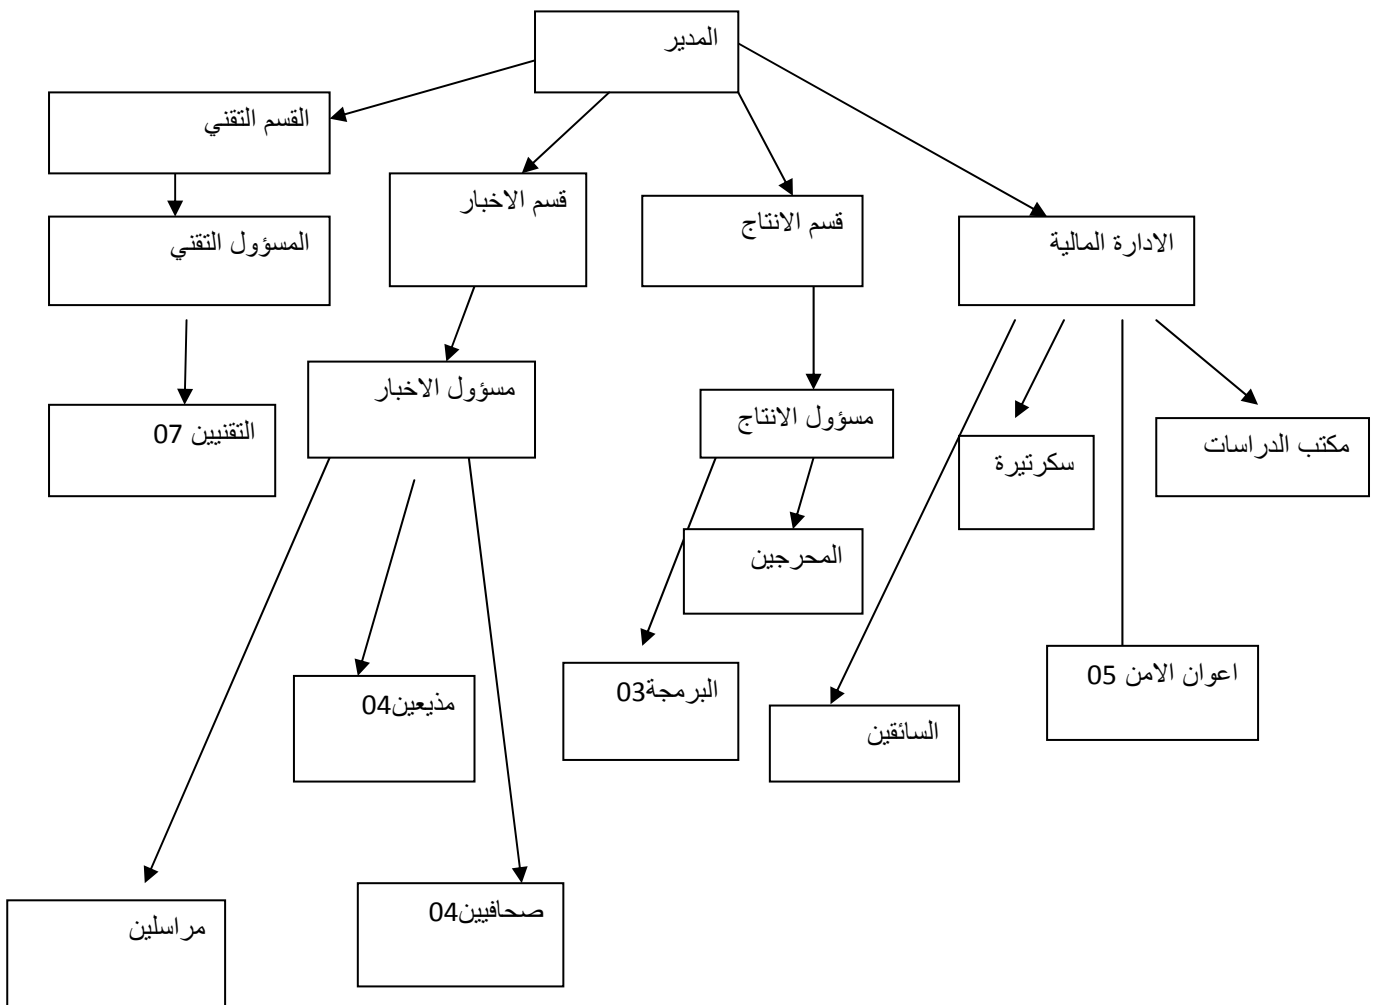 المدير
القسم التقني
قسم الاخبار
قسم الانتاج
الادارة المالية
المسؤول التقني
مسؤول الاخبار
مسؤول الانتاج
التقنيين 07
سكرتيرة
مكتب الدراسات
المحرجين
اعوان الامن 05
البرمجة03
مذيعين04
السائقين
صحافيين04
مراسلين